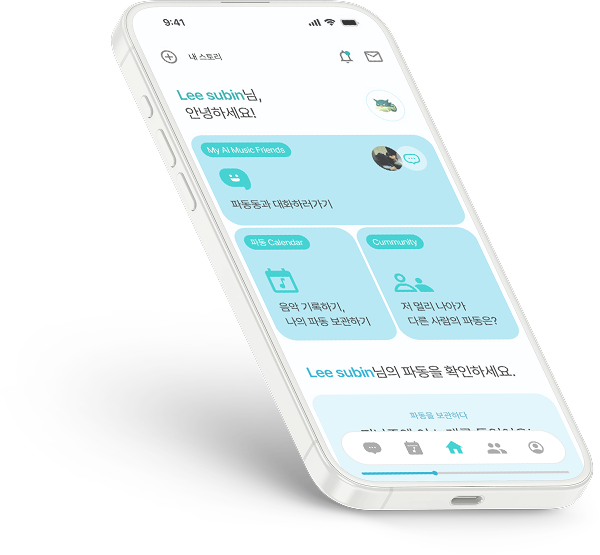 9:41
내 스토리
Lee subin님,
안녕하세요!
My Ai Music Friends
파동동과 대화하러가기
파동 Calendar
Cummunity
음악 기록하기,
나의 파동 보관하기
저 멀리 나아가
다른 사람의 파동은?
Lee subin님의 파동을 확인하세요.
파동을 보관하다